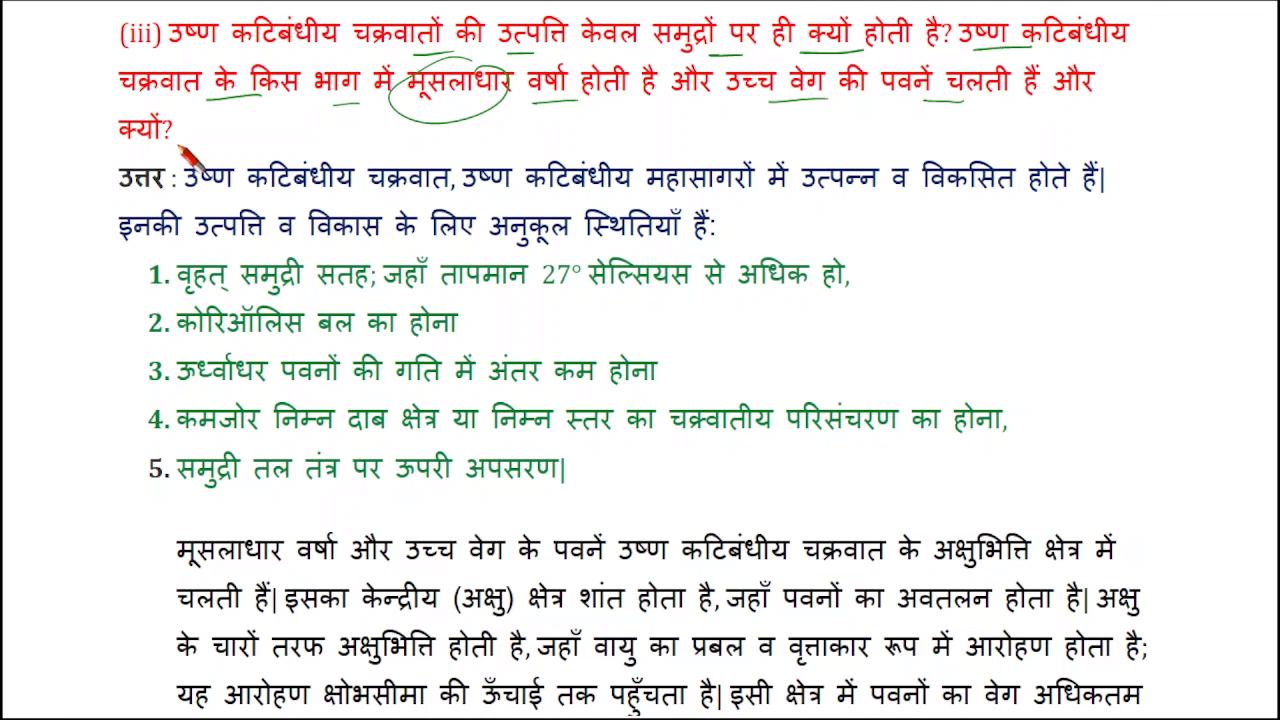 (iii) उष्ण कटिबंधीय चक्रवातों की उत्पत्ति केवल समुद्रों पर ही क्यों होती है? उष्ण कटिबंधीय
चक्रवात के किस भाग में मूसलाधार वर्षा होती है और उच्च वेग की पवनें चलती हैं और
क्यों?
उत्तर : उष्ण कटिबंधीय चक्रवात, उष्ण कटिबंधीय महासागरों में उत्पन्न व विकसित होते हैं|
इनकी उत्पत्ति व विकास के लिए अनुकूल स्थितियाँ हैं:
1. वृहत् समुद्री सतह; जहाँ तापमान 27° सेल्सियस से अधिक हो,
2. कोरिऑलिस बल का होना
3. ऊर्ध्वाधर पवनों की गति में अंतर कम होना
4. कमजोर निम्न दाब क्षेत्र या निम्न स्तर का चक्रवातीय परिसंचरण का होना,
5. समुद्री तल तंत्र पर ऊपरी अपसरण|
मूसलाधार वर्षा और उच्च वेग के पवनें उष्ण कटिबंधीय चक्रवात के अक्षुभित्ति क्षेत्र में
चलती हैं| इसका केन्द्रीय (अक्षु) क्षेत्र शांत होता है, जहाँ पवनों का अवतलन होता है| अक्षु
के चारों तरफ अक्षुभित्ति होती है, जहाँ वायु का प्रबल व वृत्ताकार रूप में आरोहण होता है;
यह आरोहण क्षोभसीमा की ऊँचाई तक पहुँचता है| इसी क्षेत्र में पवनों का वेग अधिकतम